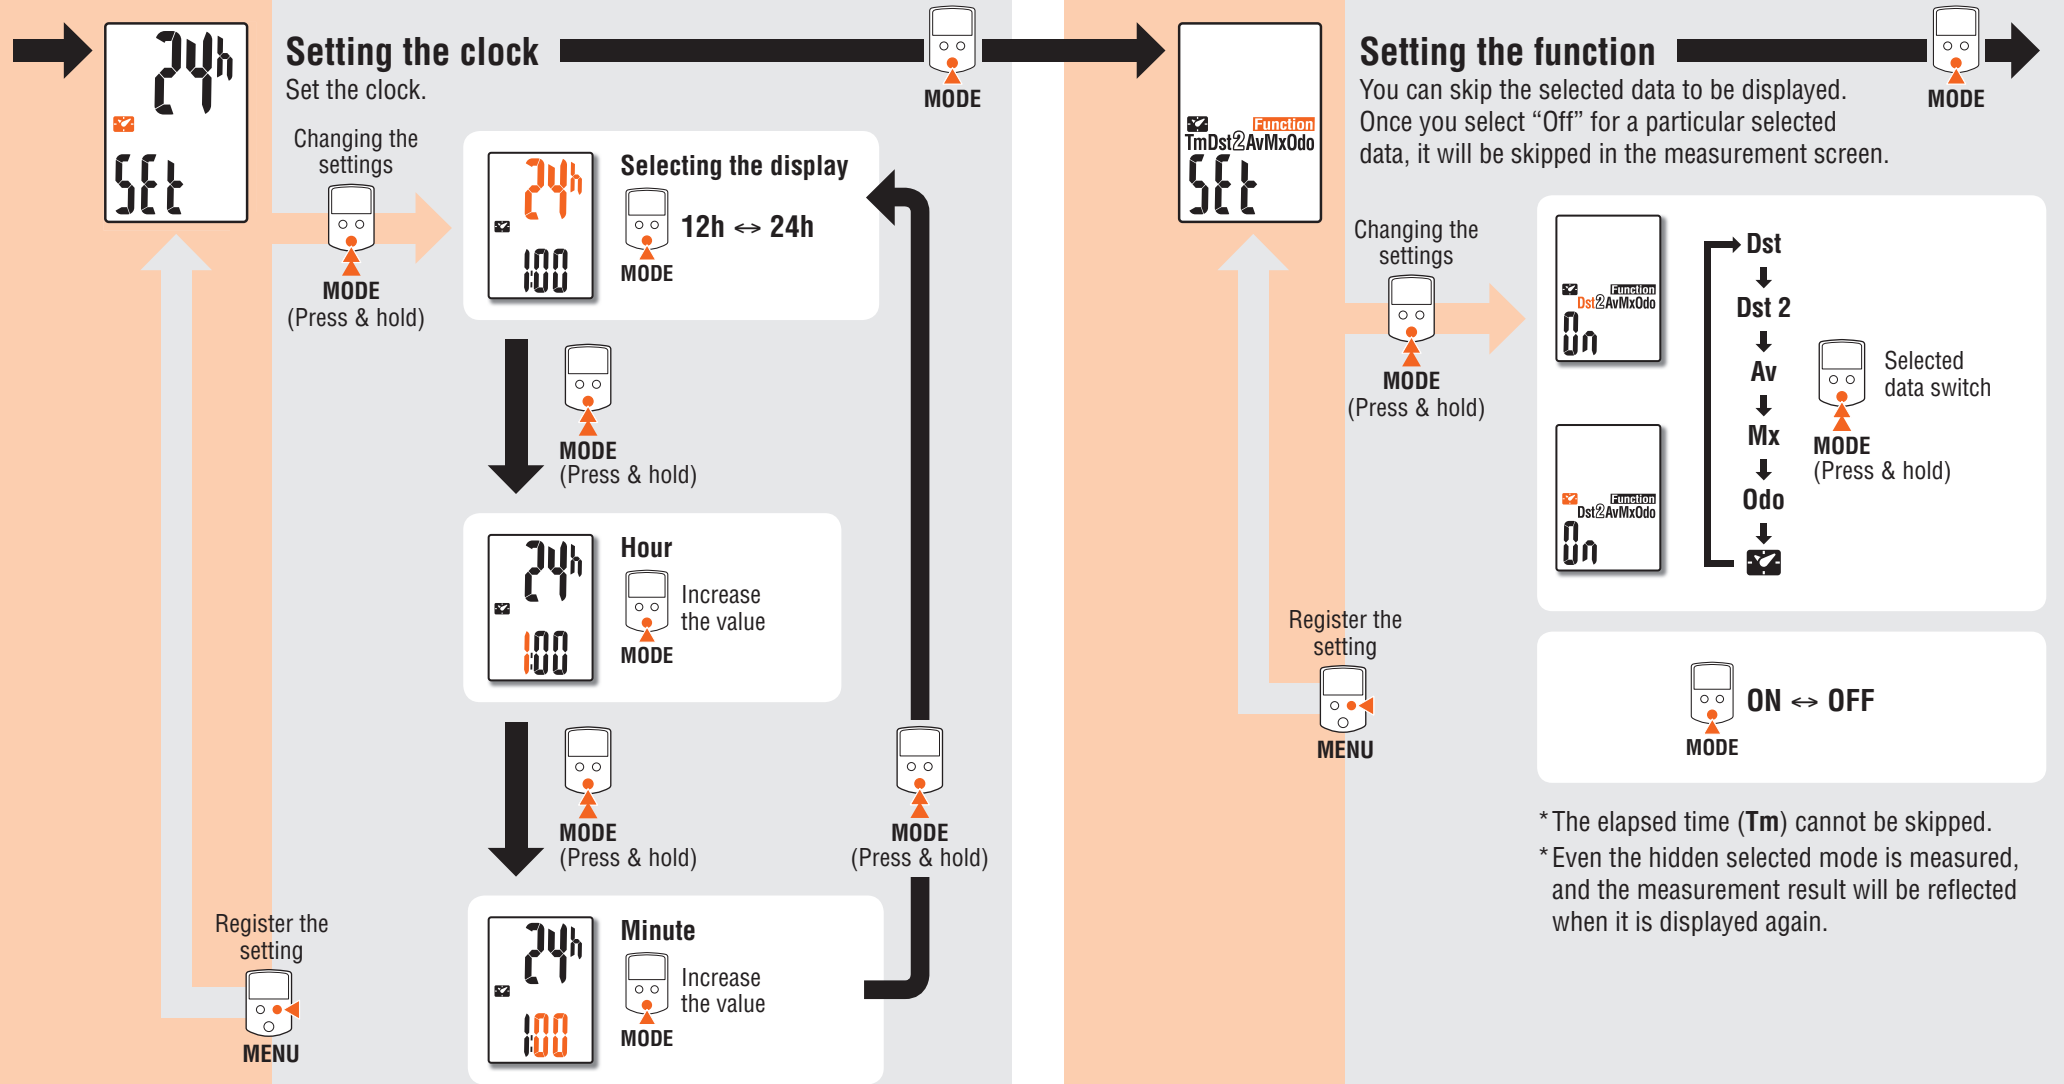 24h
SEt
Setting the clock
Set the clock.
MODE
Changing the
settings
MODE
(Press & hold)
24h
1:00
Selecting the display
12h ↔ 24h
MODE
MODE
(Press & hold)
24h
1:00
Hour
Increase
the value
MODE
MODE
(Press & hold)
MODE
(Press & hold)
24h
1:00
Minute
Increase
the value
MODE
Register the
setting
MENU
Function
TmDst2AvMxOdo
SEt
Setting the function
You can skip the selected data to be displayed.
Once you select “Off” for a particular selected
data, it will be skipped in the measurement screen.
MODE
Changing the
settings
MODE
(Press & hold)
Function
Dst2AvMxOdo
On
Function
Dst2AvMxOdo
On
Dst
Dst 2
Av
Mx
Odo
Selected
data switch
MODE
(Press & hold)
Register the
setting
MENU
ON ↔ OFF
MODE
* The elapsed time (Tm) cannot be skipped.
* Even the hidden selected mode is measured,
and the measurement result will be reflected
when it is displayed again.